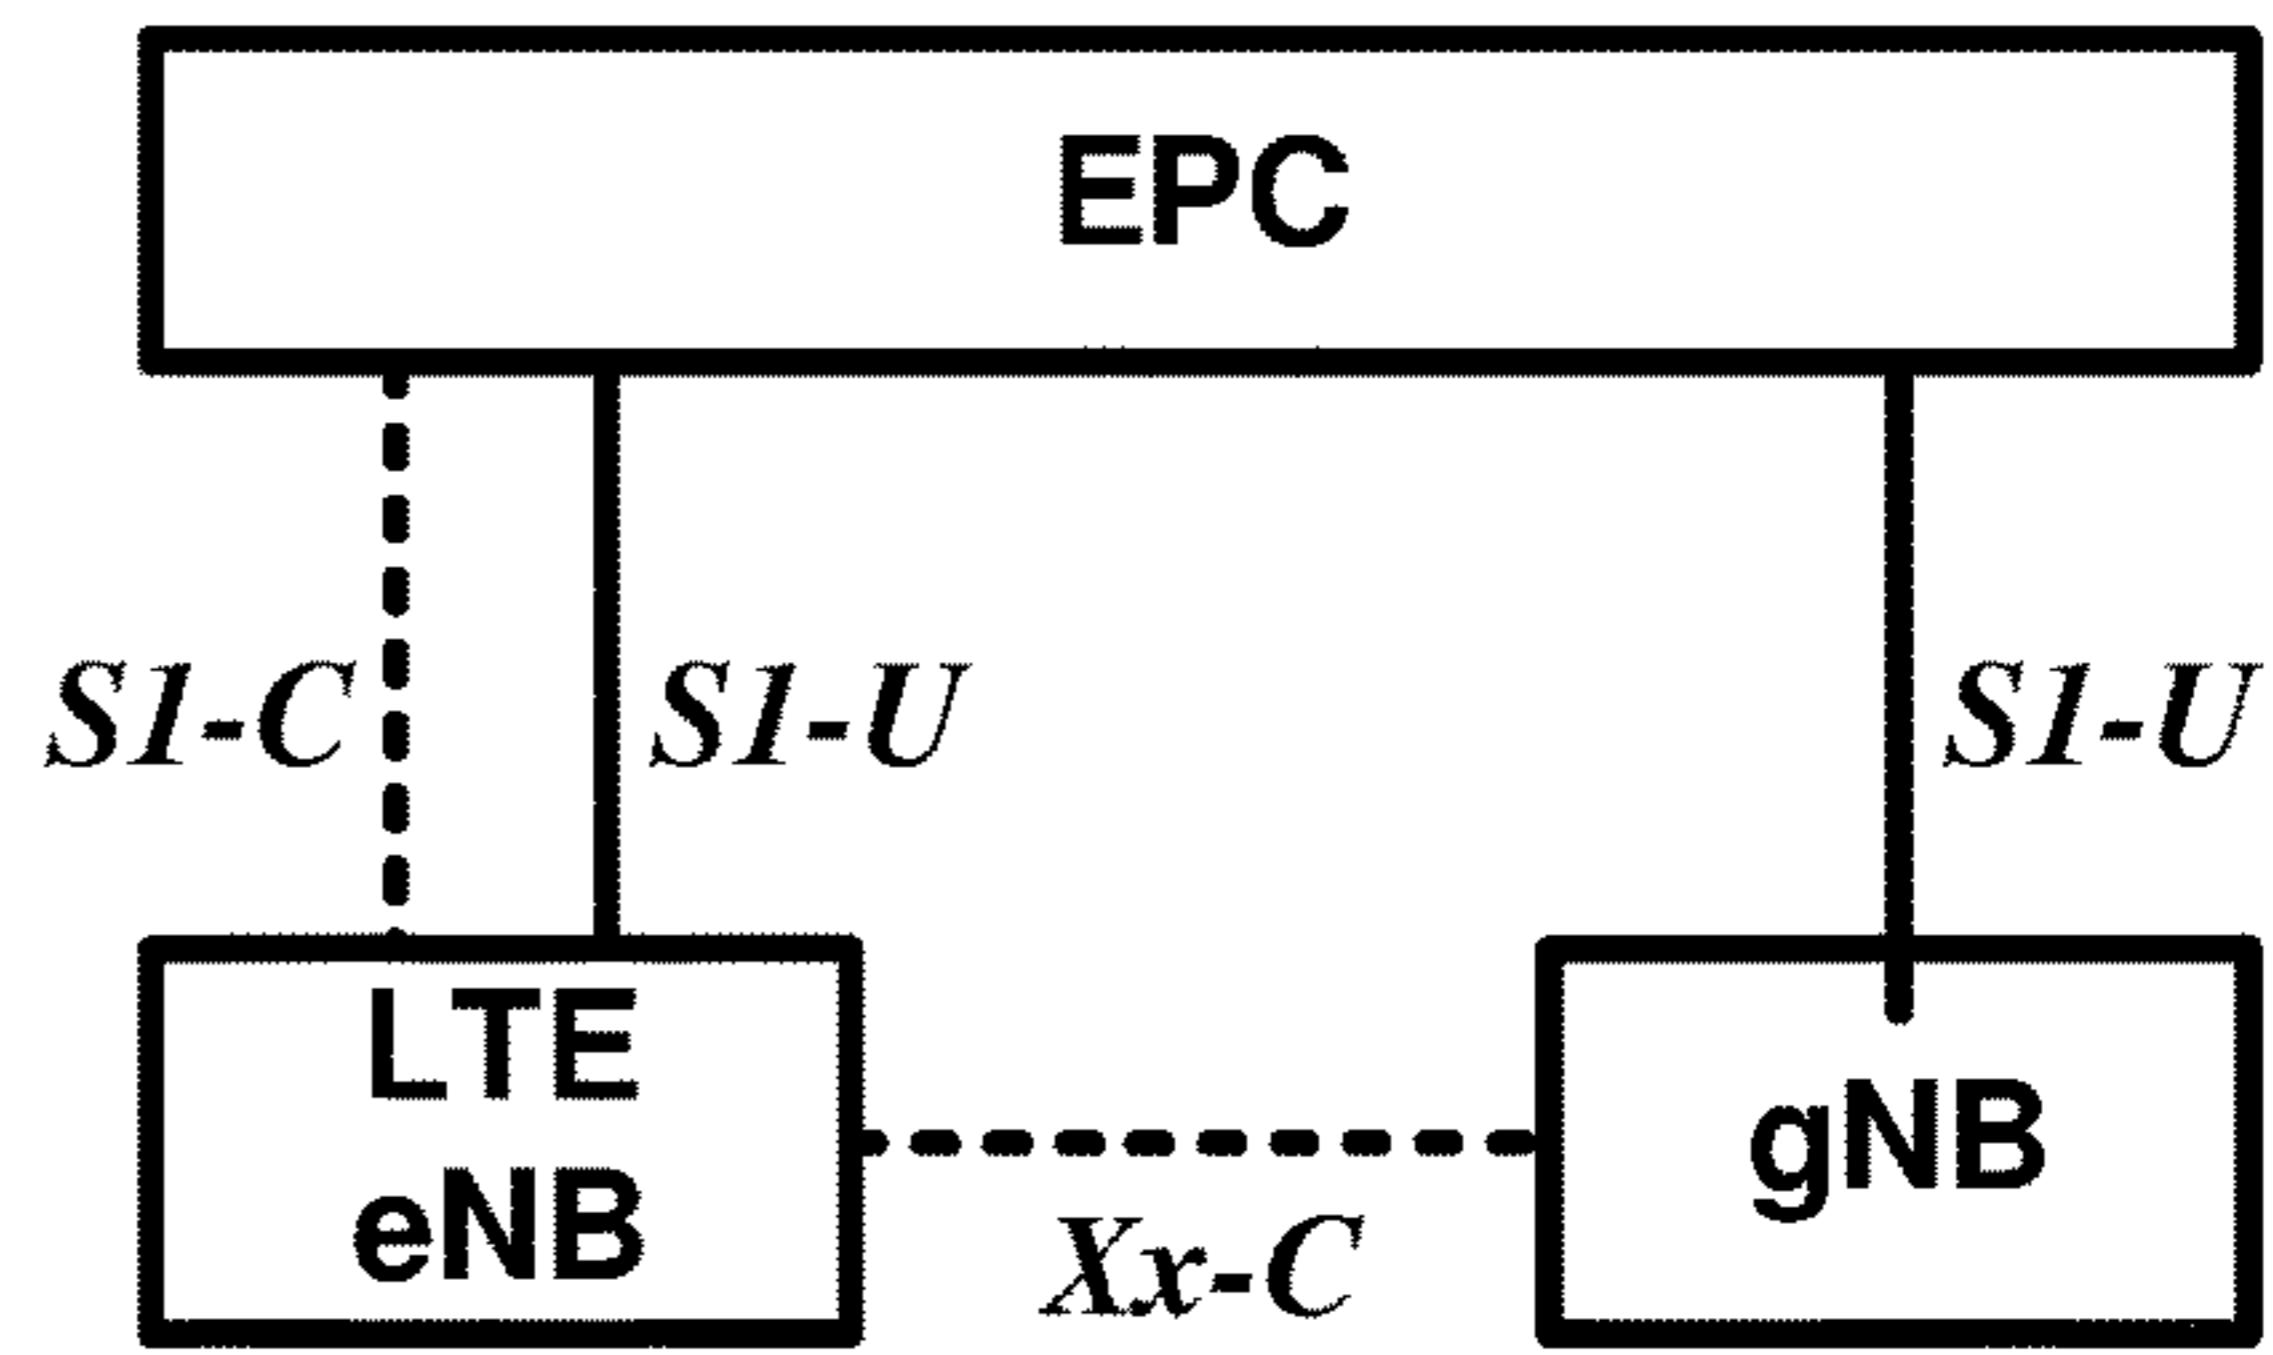 EPC
S1-C
S1-U
S1-U
LTE
eNB
gNB
Xx-C